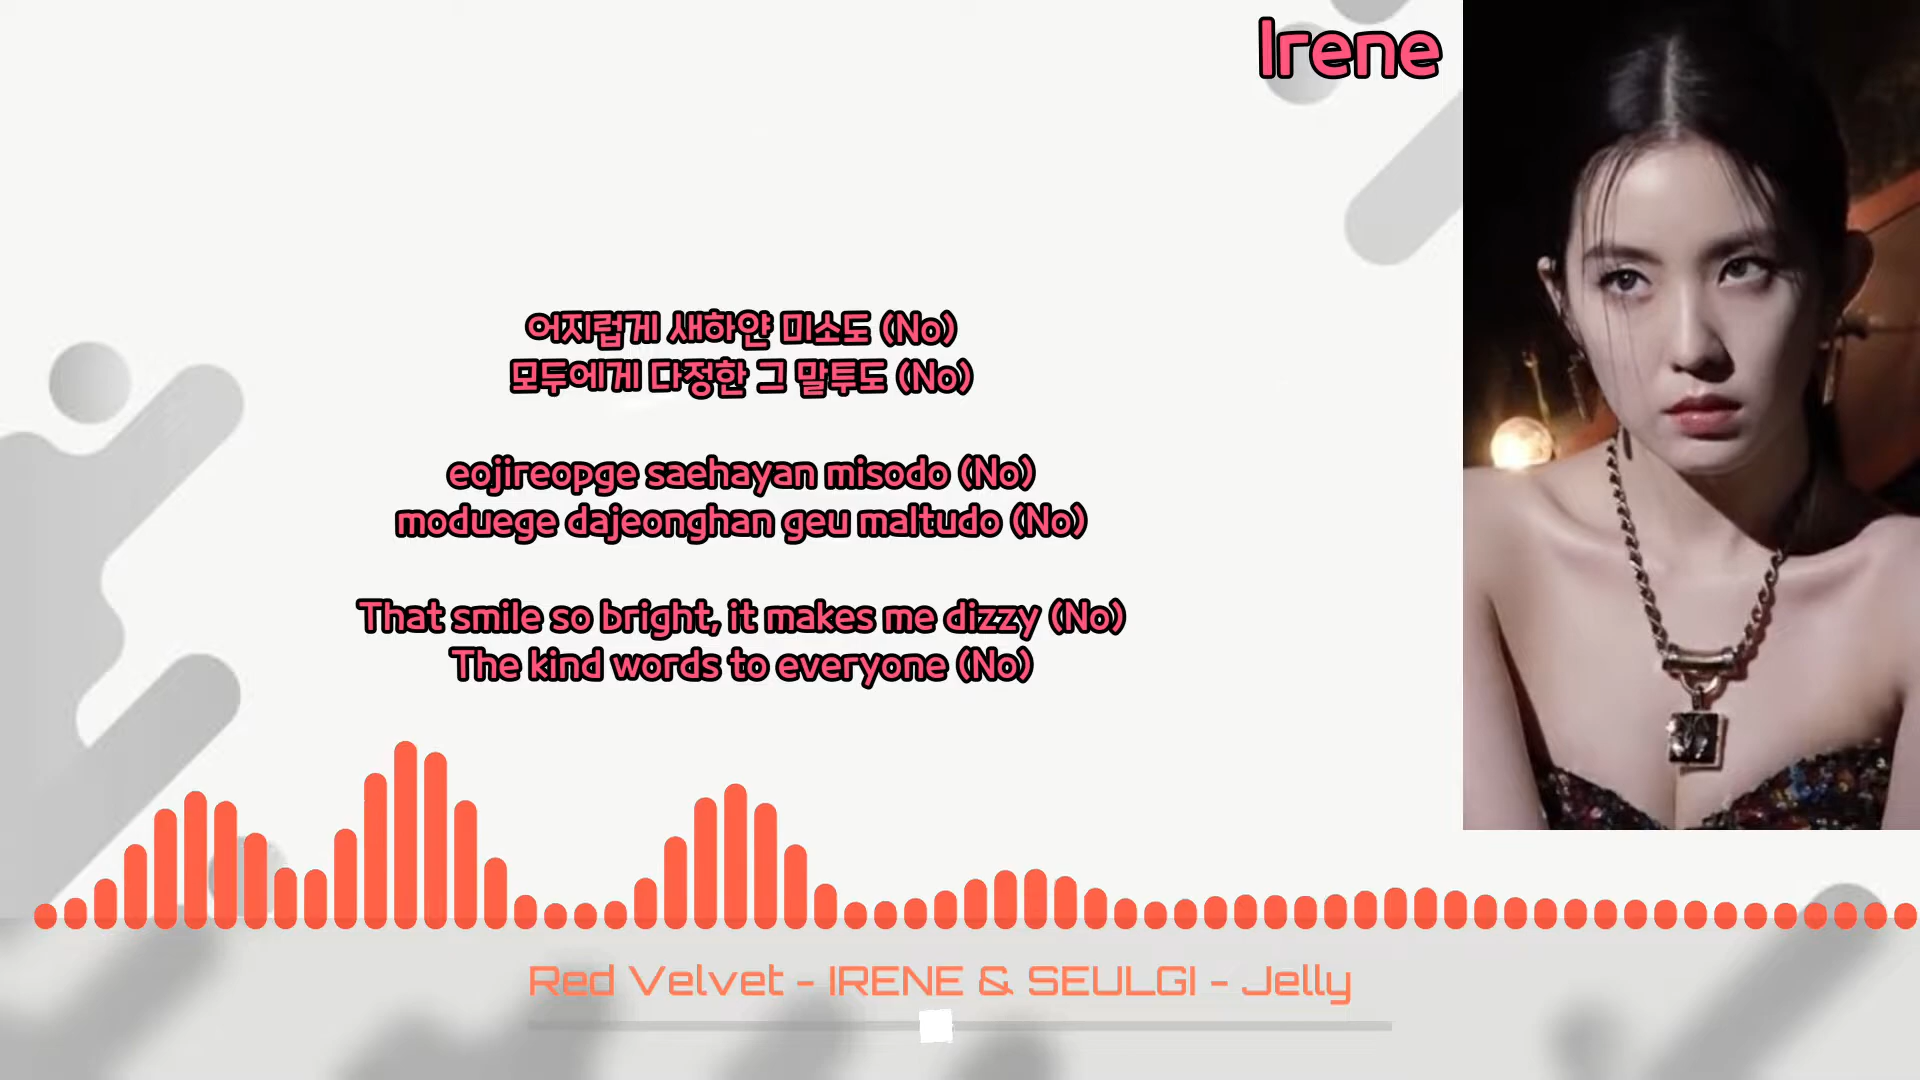 Irene
어지럽게 새하얀 미소도 (No)
모두에게 다정한 그 말투도 (No)
eojireopge saehayan misodo (No)
moduege dajeonghan geu maltudo (No)
That smile so bright, it makes me dizzy (No)
The kind words to everyone (No)
Red Velvet - IRENE & SEULGI - Jelly